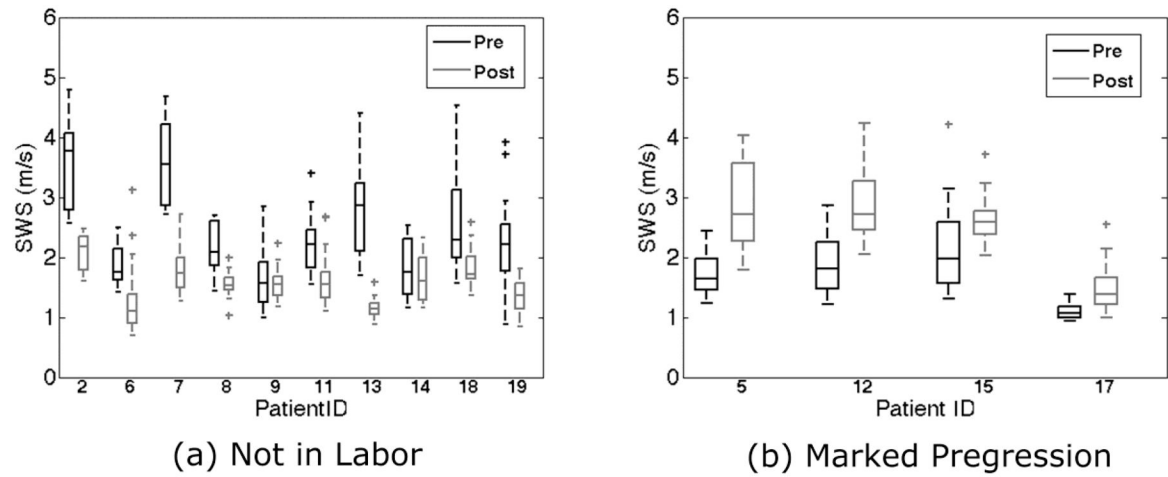 6
5
4
3
2
1
0
SWS (m/s)
Pre
Post
2 6 7 8 9 11 13 14 18 19
PatientID
(a) Not in Labor
6
5
4
3
2
1
0
SWS (m/s)
Pre
Post
5 12 15 17
Patient ID
(b) Marked Pregression